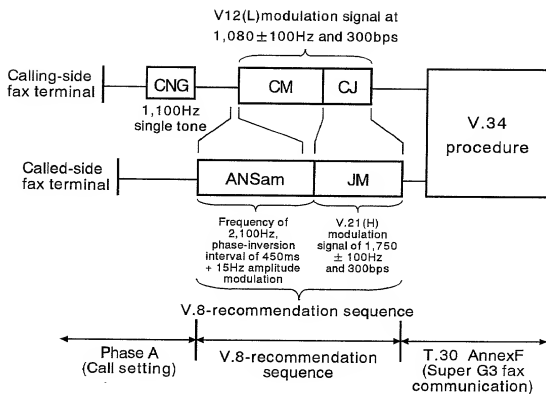 V12(L)modulation signal at
1,080±100Hz and 300bps
Calling-side
fax terminal
CNG
CM
CJ
1,100Hz
single tone
V.34
procedure
Called-side
fax terminal
ANSam
JM
Frequency of
2,100Hz,
phase-inversion
interval of 450ms
+ 15Hz amplitude
modulation
V.21(H)
modulation
signal of 1,750
± 100Hz
and 300bps
V.8-recommendation sequence
Phase A
(Call setting)
V.8-recommendation
sequence
T.30 AnnexF
(Super G3 fax
communication)